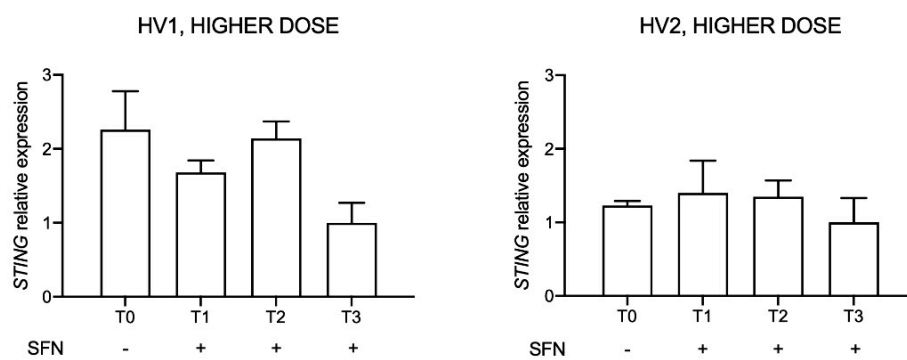 HV1, HIGHER DOSE
STING relative expression
3
2
1
0
T0 T1 T2 T3
SFN - + + +
HV2, HIGHER DOSE
STING relative expression
3
2
1
0
T0 T1 T2 T3
SFN - + + +